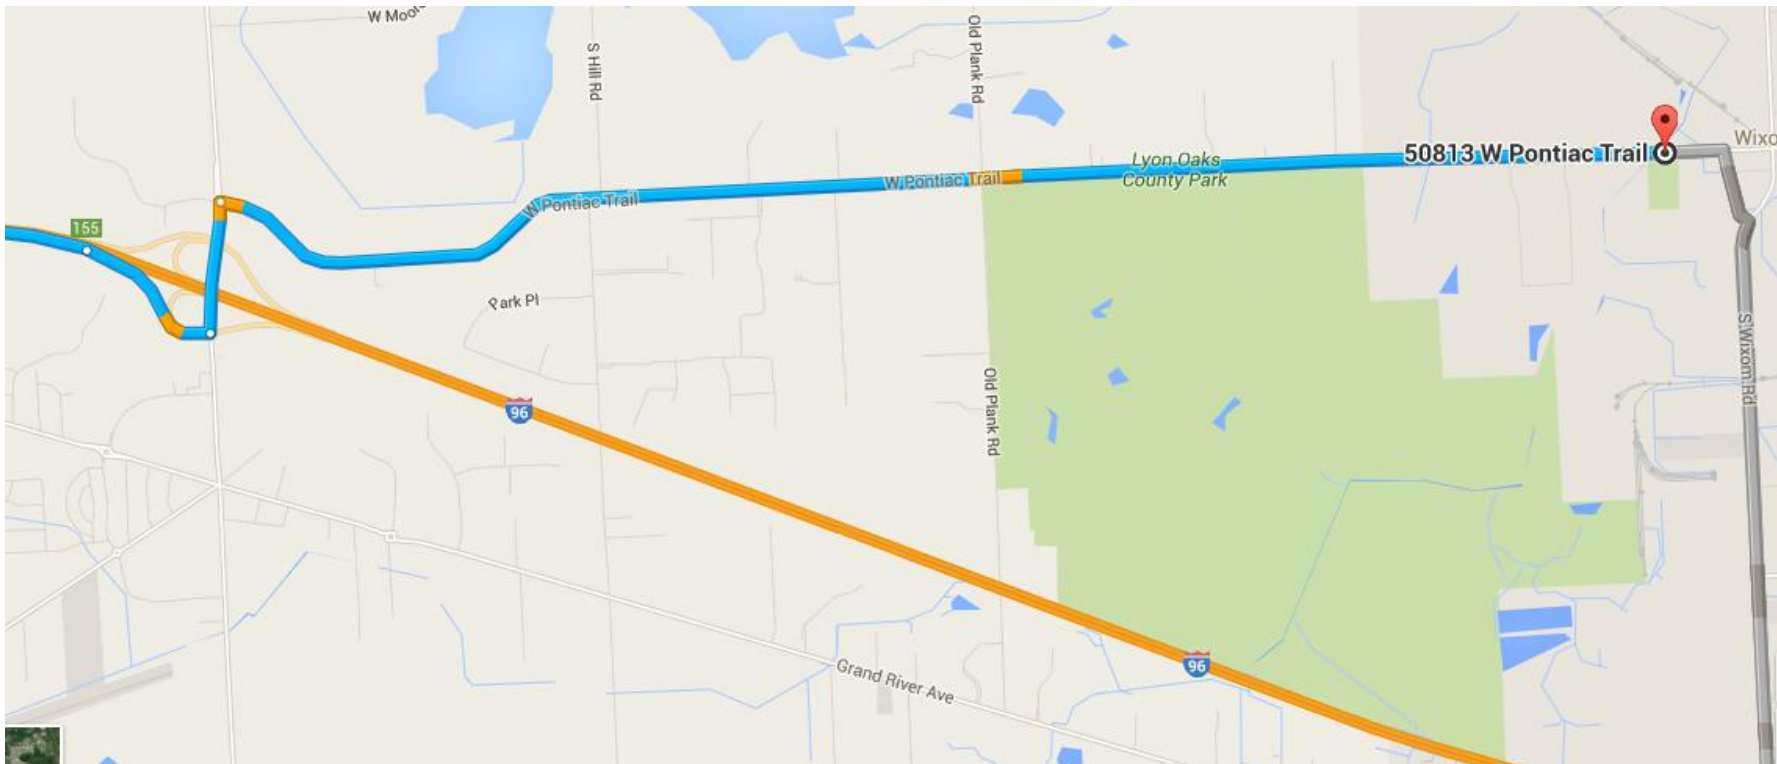 W Moor
S Hill Rd
Old Plank Rd
50813 W Pontiac Trail
Wixo
Lyon Oaks
County Park
W Pontiac Trail
W Pontiac Trail
155
Park Pl
96
S Wixom Rd
Old Plank Rd
96
Grand River Ave